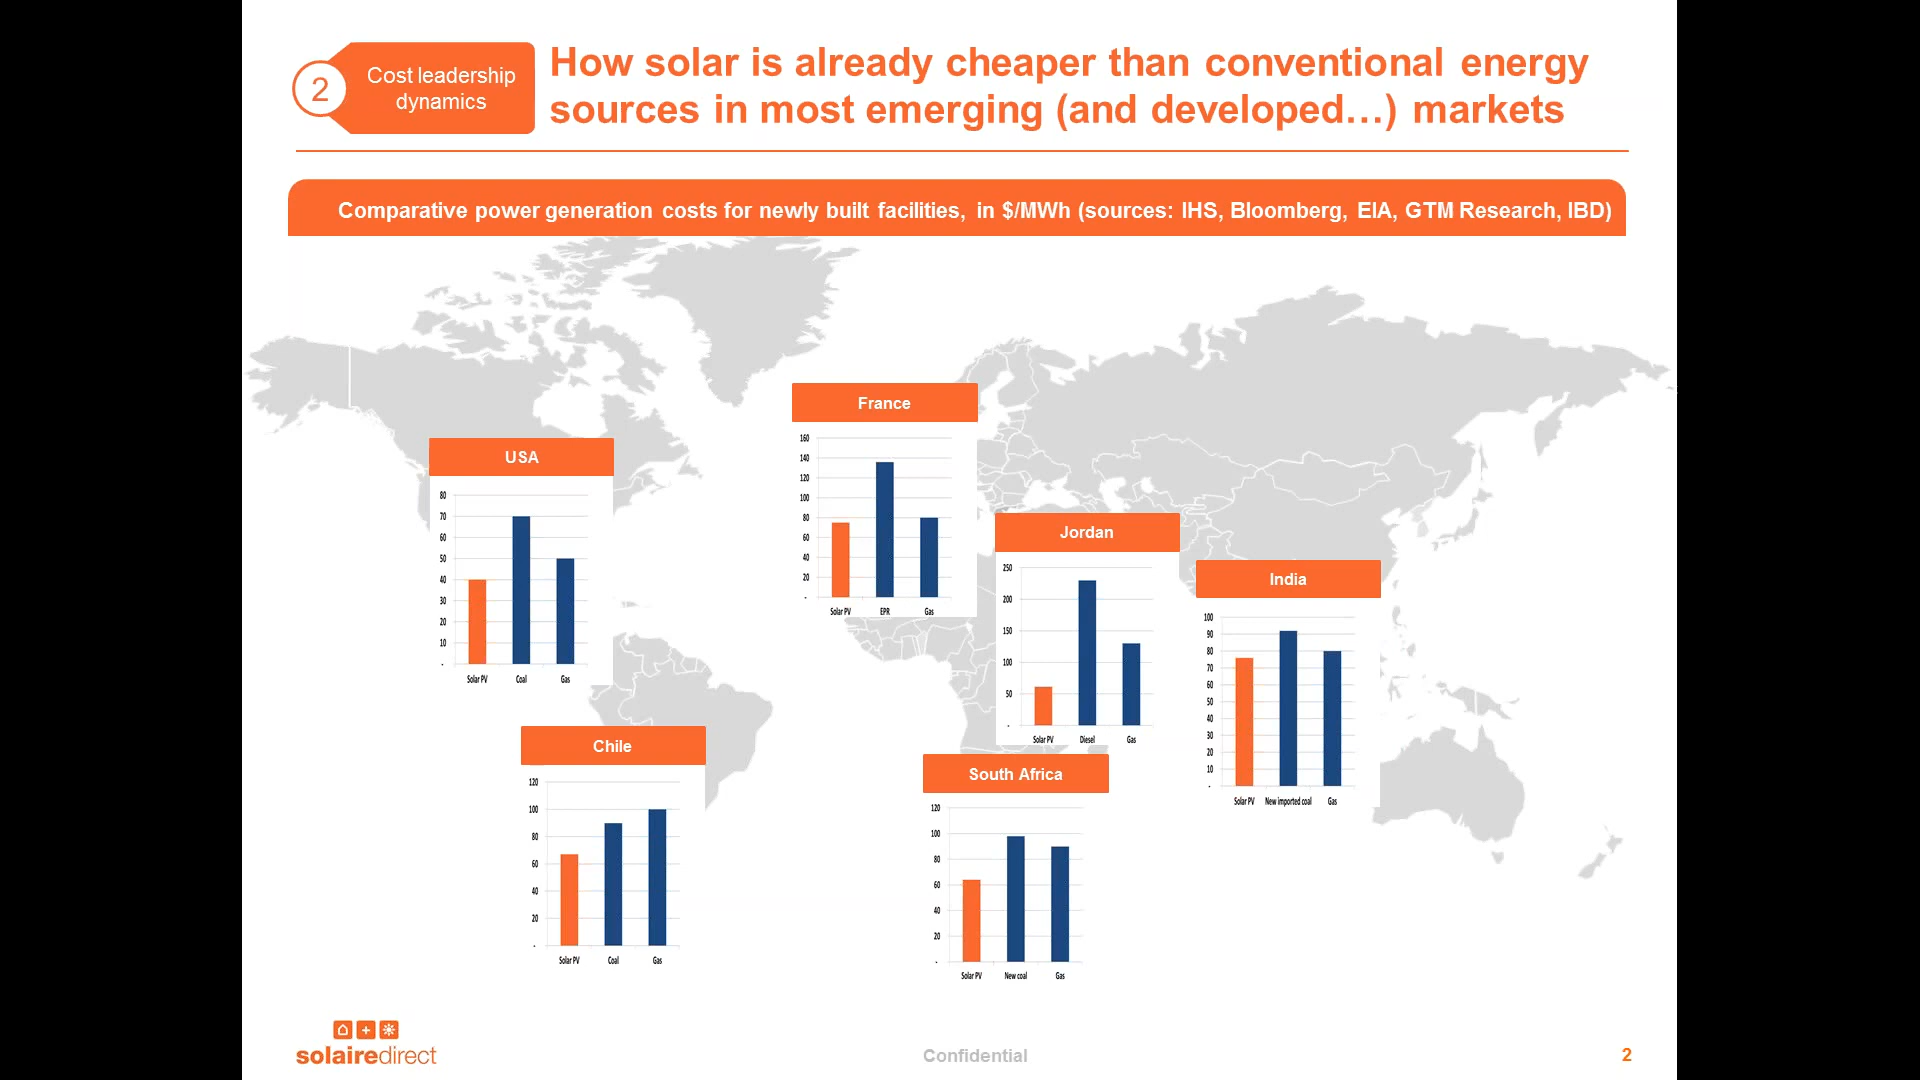 2
Cost leadership
dynamics
How solar is already cheaper than conventional energy
sources in most emerging (and developed…) markets
Comparative power generation costs for newly built facilities, in $/MWh (sources: IHS, Bloomberg, EIA, GTM Research, IBD)
France
160
140
120
100
80
60
40
20
-
Solar PV EPR Gas
USA
80
70
60
50
40
30
20
10
-
Solar PV Coal Gas
Jordan
250
200
150
100
50
-
Solar PV Diesel Gas
India
100
90
80
70
60
50
40
30
20
10
-
Solar PV New imported coal Gas
Chile
120
100
80
60
40
20
-
Solar PV Coal Gas
South Africa
120
100
80
60
40
20
-
Solar PV New coal Gas
solairedirect
Confidential
2